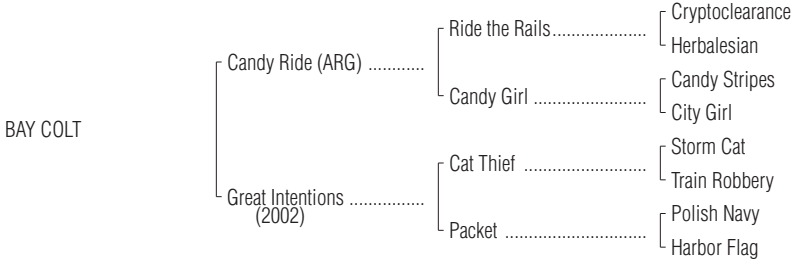 Cryptoclearance
Ride the Rails....................
Herbalesian
Candy Ride (ARG) ............
Candy Stripes
Candy Girl ........................
City Girl
BAY COLT
Storm Cat
Cat Thief ..........................
Train Robbery
Great Intentions ................
(2002)
Polish Navy
Packet ..............................
Harbor Flag